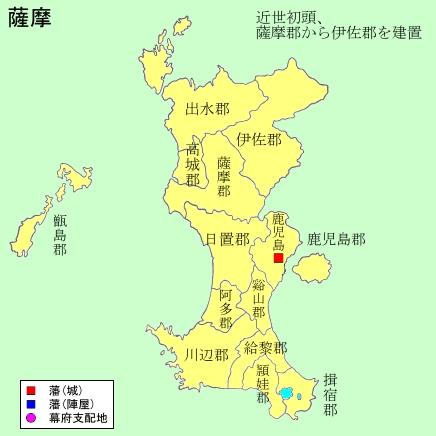 薩摩
近世初頭、
薩摩郡から伊佐郡を建置
出水郡
伊佐郡
高城郡
薩摩郡
甑島郡
日置郡
鹿児島
鹿児島郡
谿山郡
阿多郡
川辺郡
給黎郡
頴娃郡
揖宿郡
藩（城）
藩（陣屋）
幕府支配地